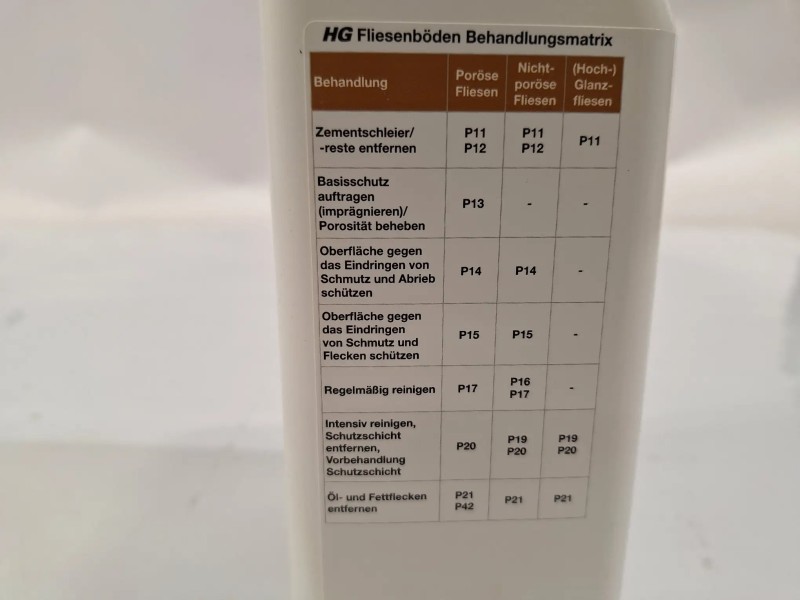 HG Fliesenböden Behandlungsmatrix
Behandlung
Poröse
Fliesen
Nicht-
poröse
Fliesen
(Hoch-)
Glanz-
fliesen
Zementschleier/
-reste entfernen
P11
P12
P11
P12
P11
Basisschutz
auftragen
(imprägnieren)/
Porosität beheben
P13
-
-
Oberfläche gegen
das Eindringen von
Schmutz und Abrieb
schützen
P14
P14
-
Oberfläche gegen
das Eindringen
von Schmutz und
Flecken schützen
P15
P15
-
Regelmäßig reinigen
P17
P16
P17
-
Intensiv reinigen,
Schutzschicht
entfernen,
Vorbehandlung
Schutzschicht
P20
P19
P20
P19
P20
Öl- und Fettflecken
entfernen
P21
P42
P21
P21